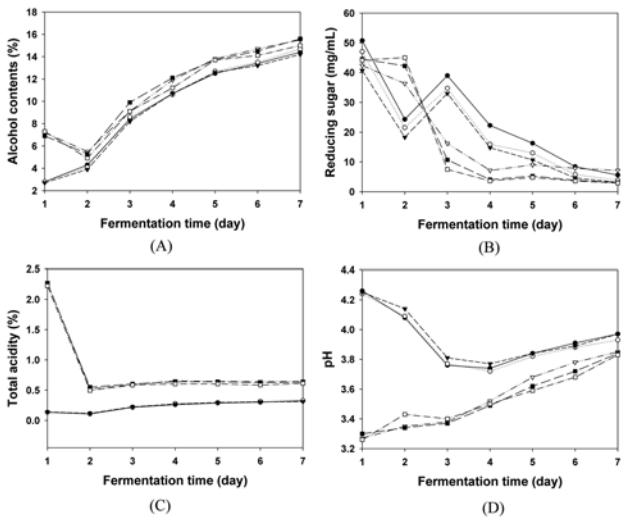 18
16
14
12
10
8
6
4
2
Alcohol contents (%)
1 2 3 4 5 6 7
Fermentation time (day)
(A)
60
50
40
30
20
10
0
Reducing sugar (mg/mL)
1 2 3 4 5 6 7
Fermentation time (day)
(B)
2.5
2.0
1.5
1.0
0.5
0.0
Total acidity (%)
1 2 3 4 5 6 7
Fermentation time (day)
(C)
4.4
4.2
4.0
3.8
3.6
3.4
3.2
pH
1 2 3 4 5 6 7
Fermentation time (day)
(D)